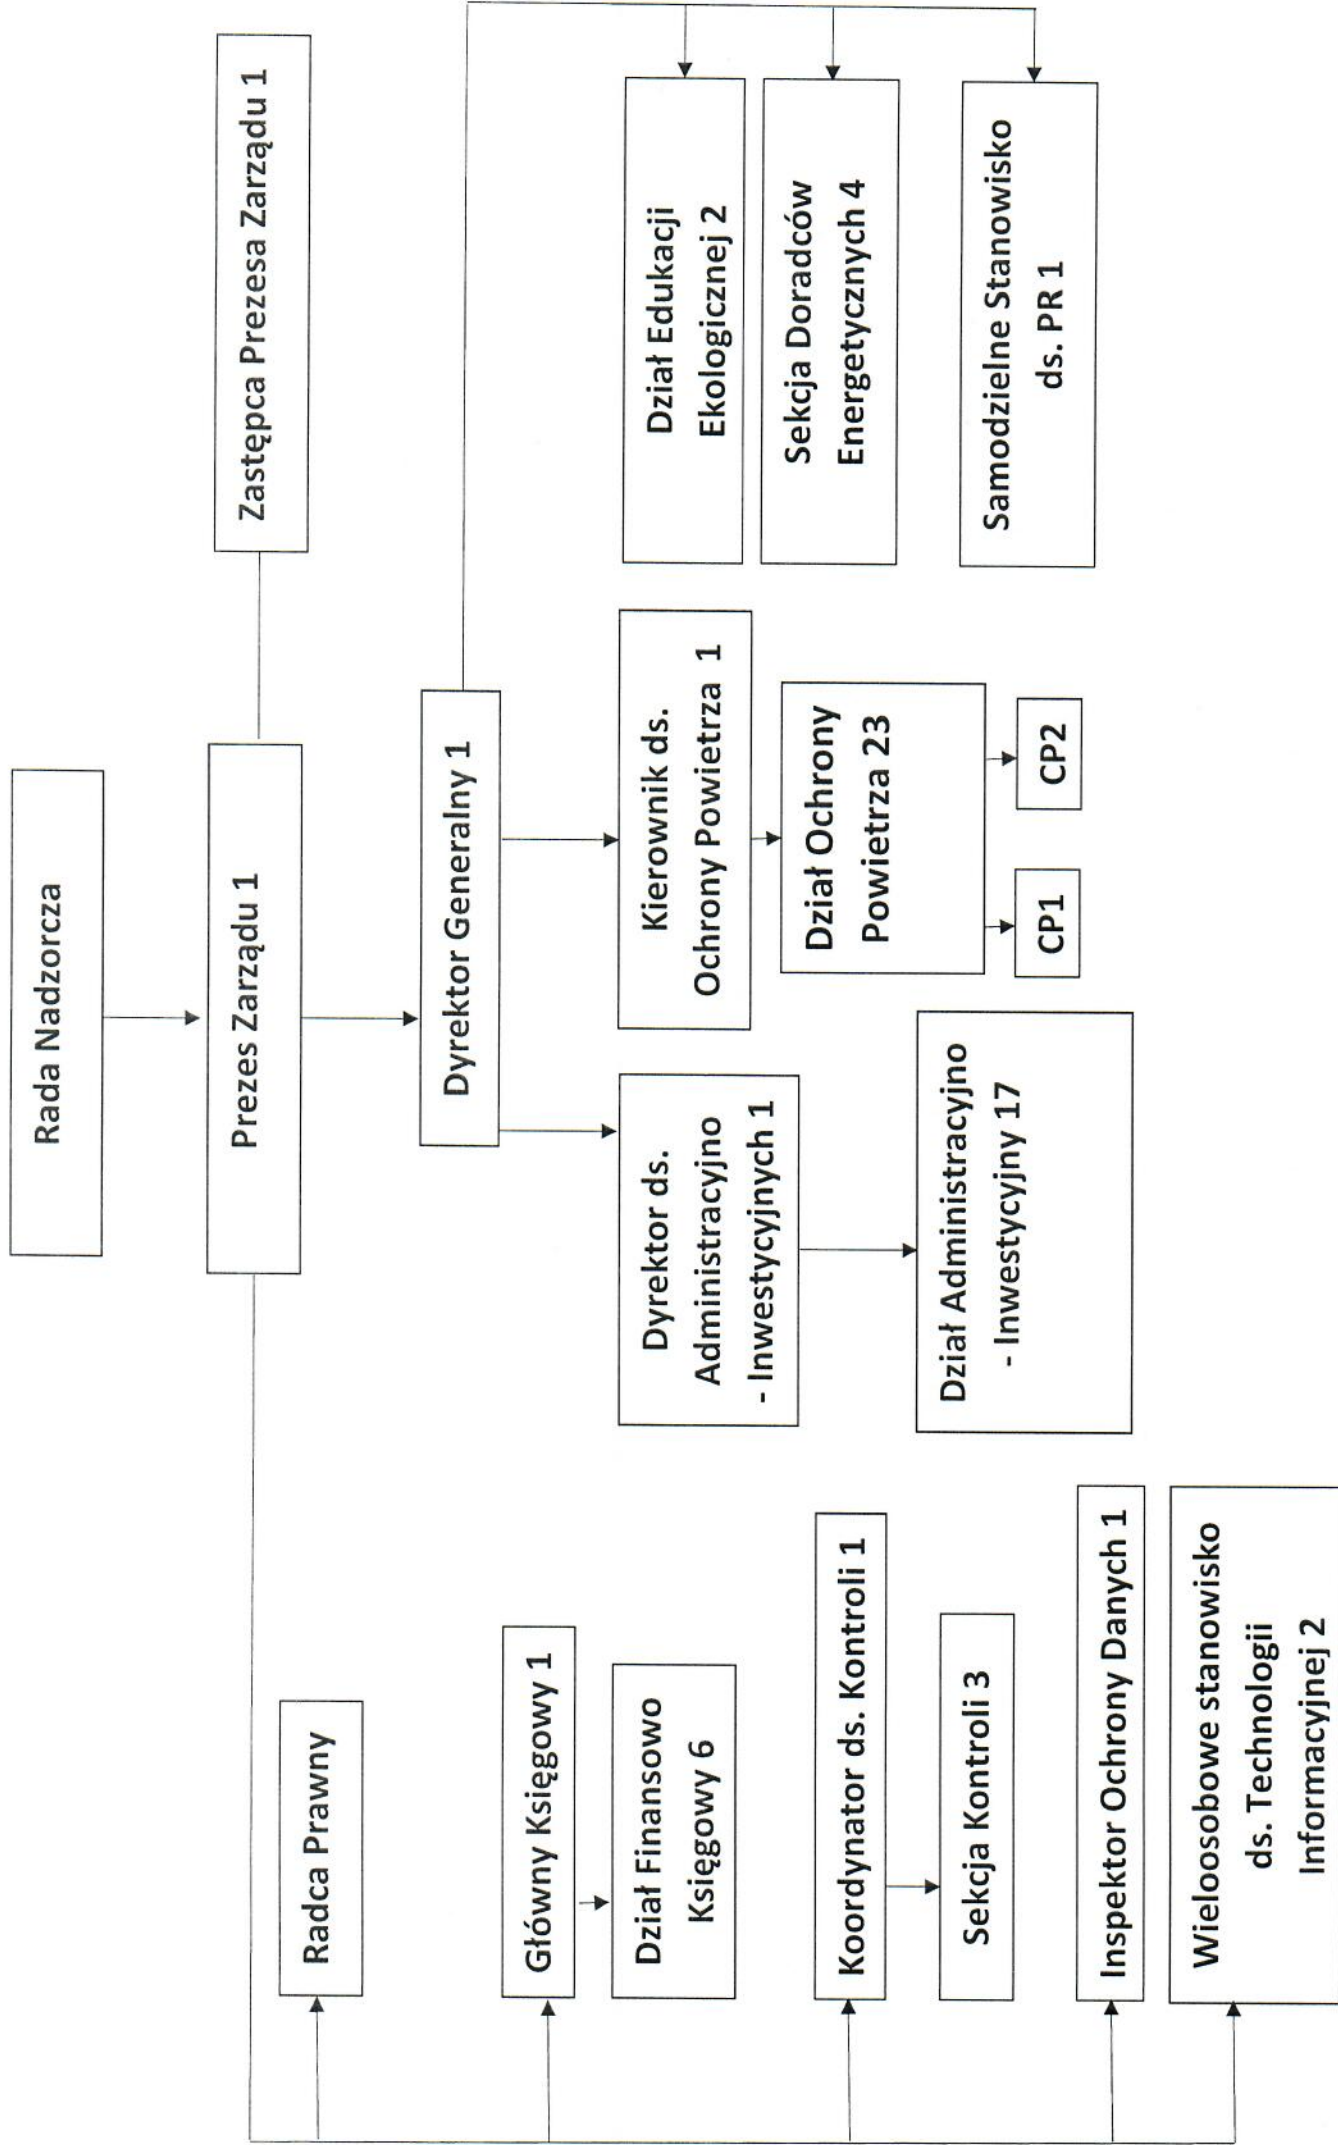 Rada Nadzorcza
Prezes Zarządu 1
Zastępca Prezesa Zarządu 1
Radca Prawny
Główny Księgowy 1
Dział Finansowo
Księgowy 6
Koordynator ds. Kontroli 1
Sekcja Kontroli 3
Inspektor Ochrony Danych 1
Wieloosobowe stanowisko
ds. Technologii
Informacyjnej 2
Dyrektor Generalny 1
Dyrektor ds.
Administracyjno
- Inwestycyjnych 1
Dział Administracyjno
- Inwestycyjny 17
Kierownik ds.
Ochrony Powietrza 1
Dział Ochrony
Powietrza 23
CP1
CP2
Dział Edukacji
Ekologicznej 2
Sekcja Doradców
Energetycznych 4
Samodzielne Stanowisko
ds. PR 1